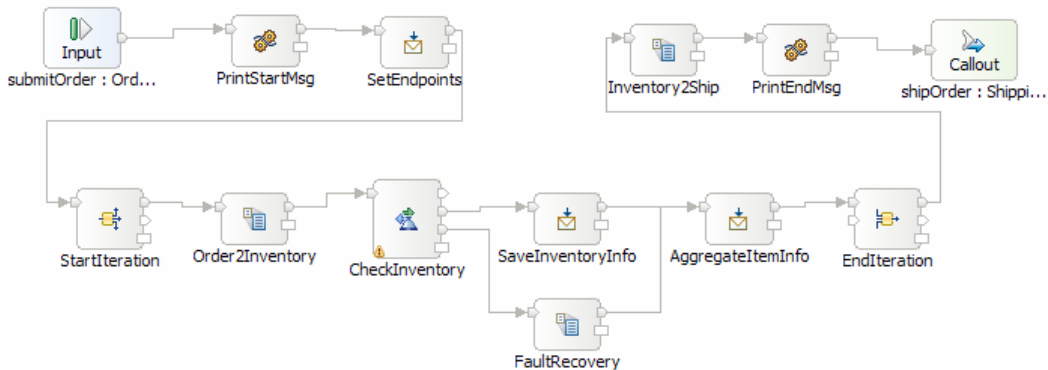 Input
submitOrder : Ord...
PrintStartMsg
SetEndpoints
Inventory2Ship
PrintEndMsg
Callout
shipOrder : Shippi...
StartIteration
Order2Inventory
CheckInventory
SaveInventoryInfo
AggregateItemInfo
EndIteration
FaultRecovery